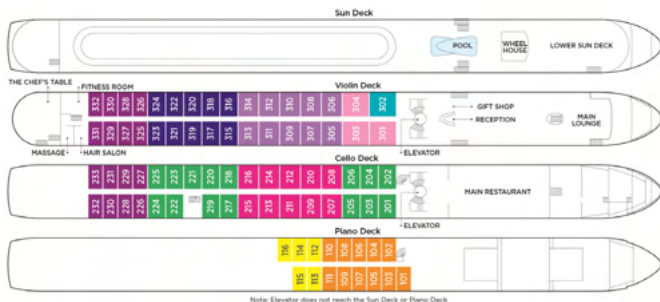 Sun Deck
POOL
WHEEL
HOUSE
LOWER SUN DECK
Violin Deck
THE CHEF'S TABLE
FITNESS ROOM
332 330 328 326 324 322 320 318 316 314 312 310 308 306 304 302
331 329 327 325 323 321 319 317 315 313 311 309 307 305 303 301
GIFT SHOP
RECEPTION
MAIN
LOUNGE
MASSAGE
HAIR SALON
ELEVATOR
Cello Deck
233 231 229 227 225 223 221 220 218 216 214 212 210 208 206 204 202
232 230 228 226 224 222 219 217 215 213 211 209 207 205 203 201
MAIN RESTAURANT
ELEVATOR
Piano Deck
116 114 112 110 108 106 104 102
115 113 111 109 107 105 103 101
Note: Elevator does not reach the Sun Deck or Piano Deck